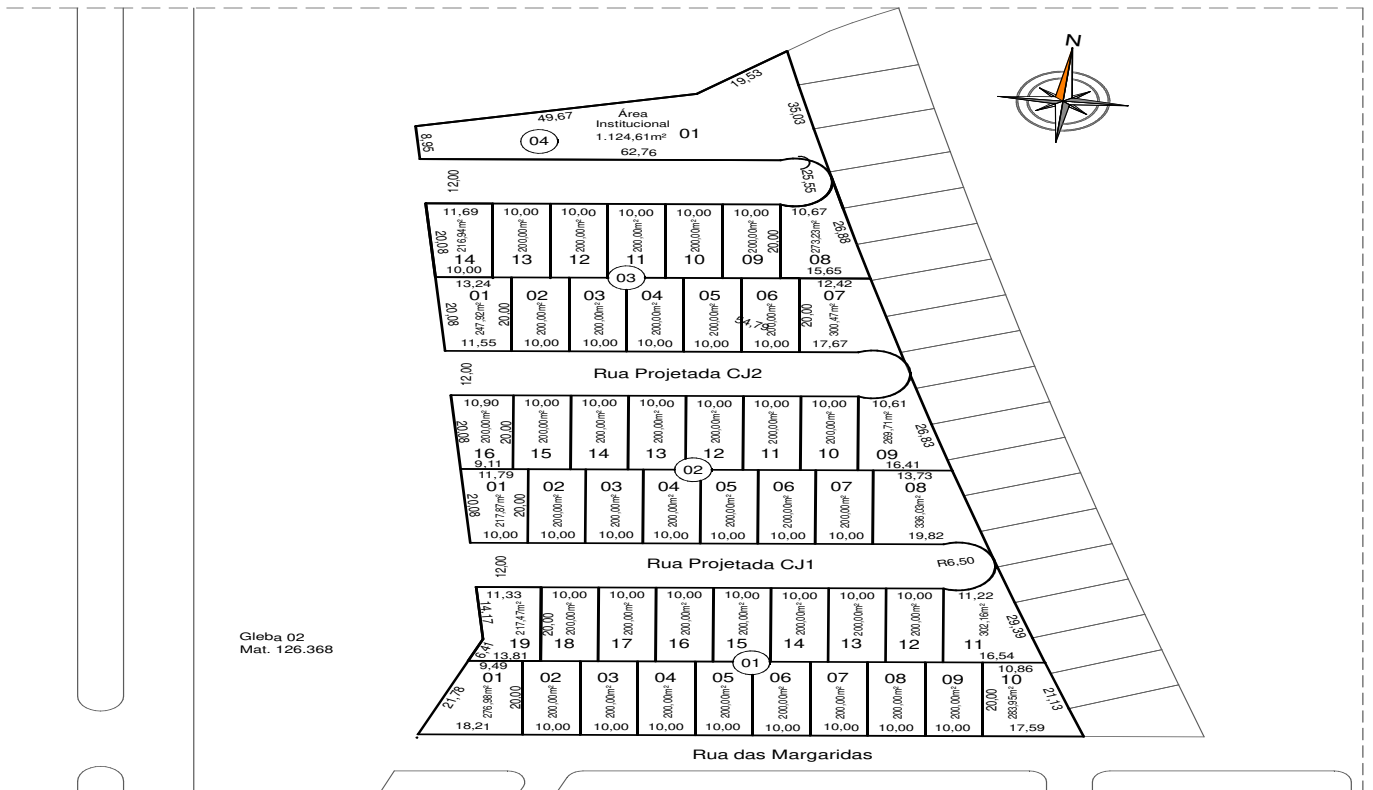 N
19,53
49,67
Área
Institucional
1.124,61m²
01
62,76
04
8,95
35,03
25,55
12,00
11,69 10,00 10,00 10,00 10,00 10,00 10,67
20,08 216,94m² 200,00m² 200,00m² 200,00m² 200,00m² 200,00m² 20,00 273,23m² 26,88
14 13 12 11 10 09 08
10,00 15,65
03
13,24 12,42
01 02 03 04 05 06 07
20,08 247,92m² 20,00 200,00m² 200,00m² 200,00m² 200,00m² 54,79 200,00m² 20,00 300,47m²
11,55 10,00 10,00 10,00 10,00 10,00 17,67
12,00
Rua Projetada CJ2
10,90 10,00 10,00 10,00 10,00 10,00 10,00 10,61
20,08 200,00m² 20,00 200,00m² 200,00m² 200,00m² 200,00m² 200,00m² 200,00m² 269,71m² 26,83
16 15 14 13 12 11 10 09
9,11 16,41
02
11,79 13,73
01 02 03 04 05 06 07 08
20,08 217,87m² 20,00 200,00m² 200,00m² 200,00m² 200,00m² 200,00m² 200,00m² 336,03m²
10,00 10,00 10,00 10,00 10,00 10,00 10,00 19,82
12,00
Rua Projetada CJ1
R6,50
11,33 10,00 10,00 10,00 10,00 10,00 10,00 10,00 11,22
14,17 217,47m² 20,00 200,00m² 200,00m² 200,00m² 200,00m² 200,00m² 200,00m² 200,00m² 302,16m² 29,39
19 18 17 16 15 14 13 12 11
6,41 13,81 16,54
01
9,49 10,86
01 02 03 04 05 06 07 08 09 10
21,78 276,98m² 20,00 200,00m² 200,00m² 200,00m² 200,00m² 200,00m² 200,00m² 200,00m² 200,00m² 20,00 283,95m² 21,13
18,21 10,00 10,00 10,00 10,00 10,00 10,00 10,00 10,00 17,59
Rua das Margaridas
Gleba 02
Mat. 126.368